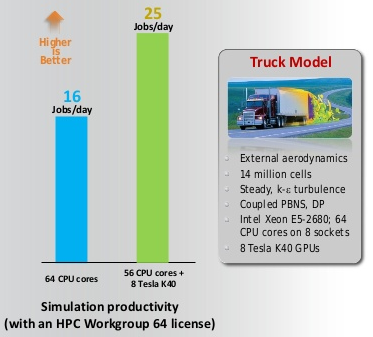 25
Jobs/day
Higher
is
Better
16
Jobs/day
64 CPU cores
56 CPU cores +
8 Tesla K40
Simulation productivity
(with an HPC Workgroup 64 license)
Truck Model
External aerodynamics
14 million cells
Steady, k-ε turbulence
Coupled PBNS, DP
Intel Xeon E5-2680; 64
CPU cores on 8 sockets
8 Tesla K40 GPUs